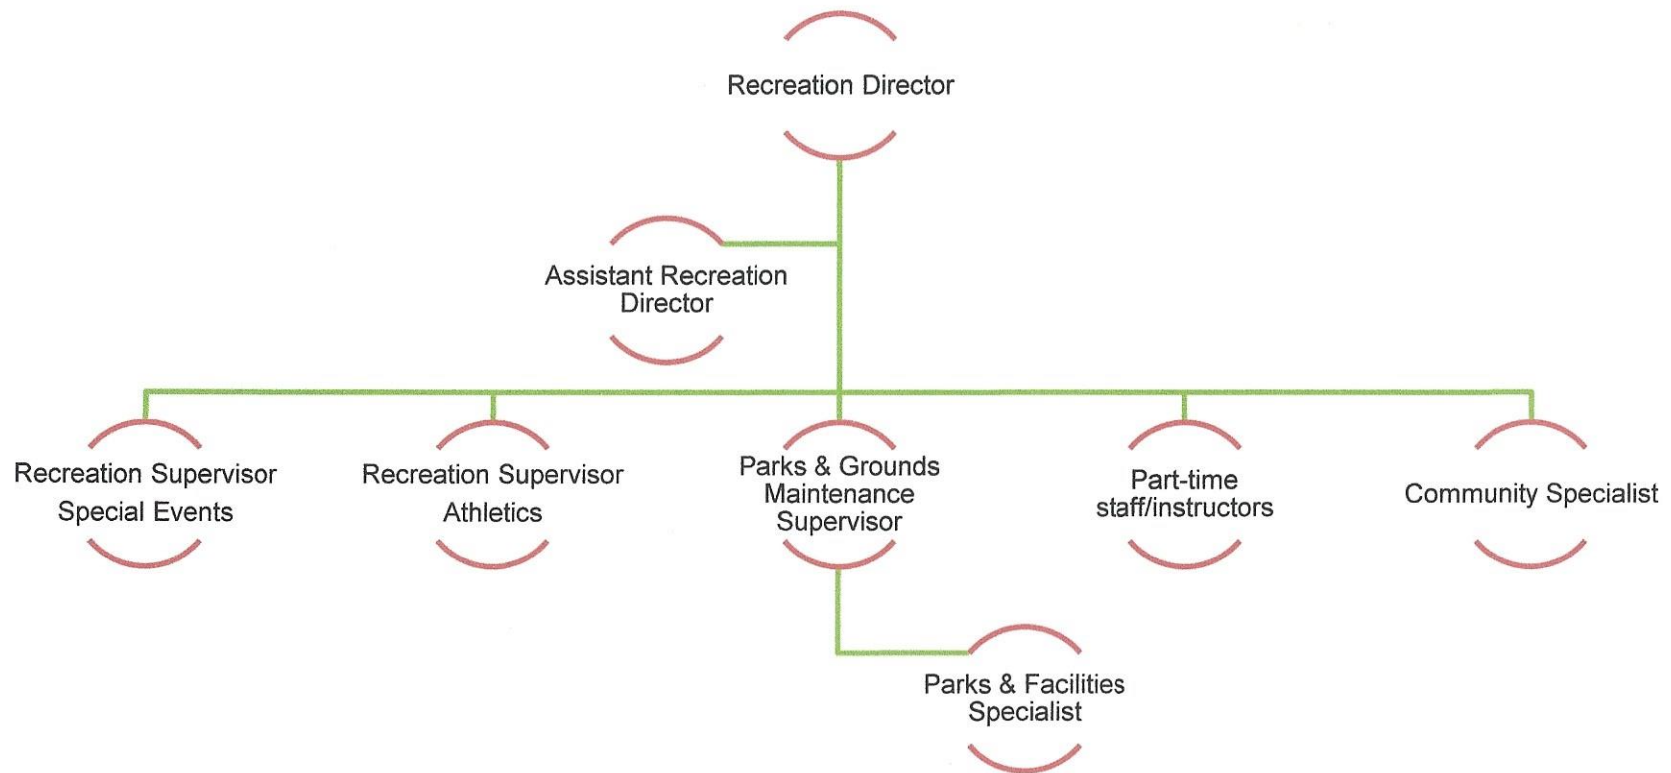 Recreation Director
Assistant Recreation
Director
Recreation Supervisor
Special Events
Recreation Supervisor
Athletics
Parks & Grounds
Maintenance
Supervisor
Part-time
staff/instructors
Community Specialist
Parks & Facilities
Specialist